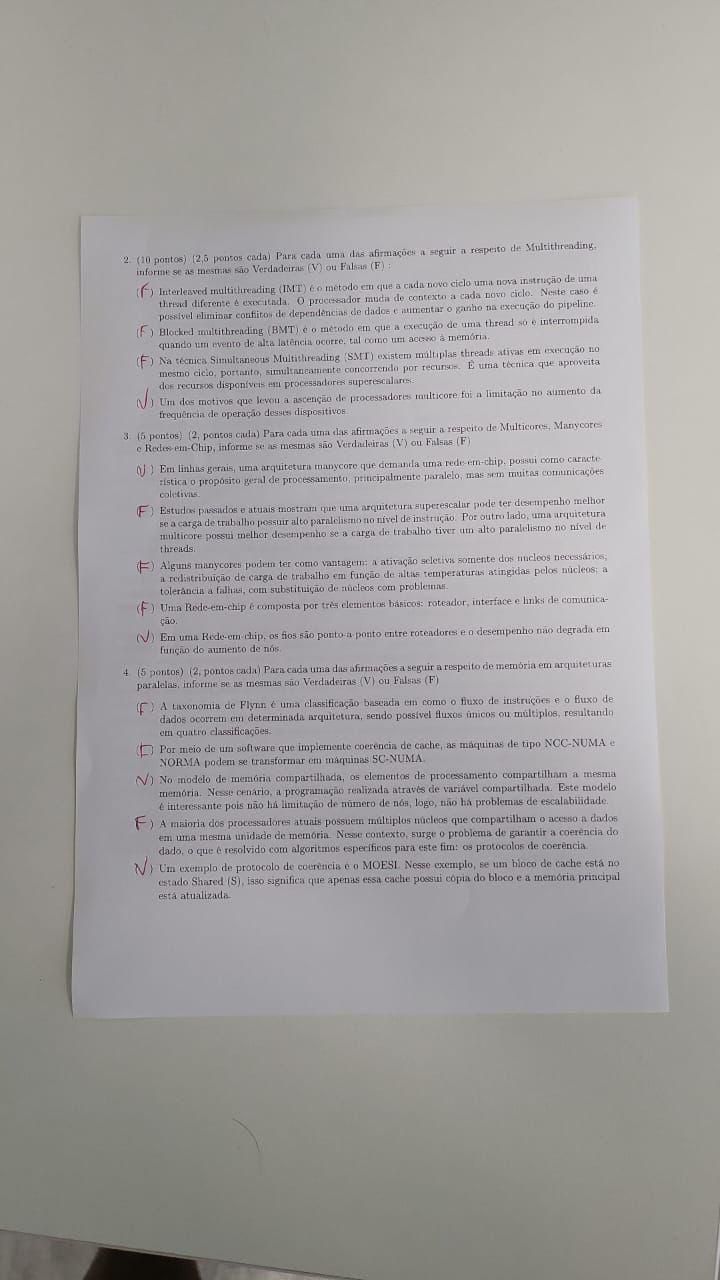 2. (10 pontos) (2,5 pontos cada) Para cada uma das afirmações a seguir a respeito de Multithreading,
informe se as mesmas são Verdadeiras (V) ou Falsas (F) :
(F) Interleaved multithreading (IMT) é o método em que a cada novo ciclo uma nova instrução de uma
thread diferente é executada. O processador muda de contexto a cada novo ciclo. Neste caso é
possível eliminar conflitos de dependências de dados e aumentar o ganho na execução do pipeline.
(F) Blocked multithreading (BMT) é o método em que a execução de uma thread só é interrompida
quando um evento de alta latência ocorre, tal como um acesso à memória.
(F) Na técnica Simultaneous Multithreading (SMT) existem múltiplas threads ativas em execução no
mesmo ciclo, portanto, simultaneamente concorrendo por recursos. É uma técnica que aproveita
dos recursos disponíveis em processadores superescalares.
(V) Um dos motivos que levou a ascenção de processadores multicore foi a limitação no aumento da
frequência de operação desses dispositivos.
3. (5 pontos) (2, pontos cada) Para cada uma das afirmações a seguir a respeito de Multicores, Manycores
e Redes-em-Chip, informe se as mesmas são Verdadeiras (V) ou Falsas (F)
(V) Em linhas gerais, uma arquitetura manycore que demanda uma rede-em-chip, possui como caracte-
rística o propósito geral de processamento, principalmente paralelo, mas sem muitas comunicações
coletivas.
(F) Estudos passados e atuais mostram que uma arquitetura superescalar pode ter desempenho melhor
se a carga de trabalho possuir alto paralelismo no nível de instrução. Por outro lado, uma arquitetura
multicore possui melhor desempenho se a carga de trabalho tiver um alto paralelismo no nível de
threads.
(F) Alguns manycores podem ter como vantagem: a ativação seletiva somente dos núcleos necessários;
a redistribuição de carga de trabalho em função de altas temperaturas atingidas pelos núcleos; a
tolerância a falhas, com substituição de núcleos com problemas.
(F) Uma Rede-em-chip é composta por três elementos básicos: roteador, interface e links de comunica-
ção.
(V) Em uma Rede-em-chip, os fios são ponto-a-ponto entre roteadores e o desempenho não degrada em
função do aumento de nós.
4. (5 pontos) (2, pontos cada) Para cada uma das afirmações a seguir a respeito de memória em arquiteturas
paralelas, informe se as mesmas são Verdadeiras (V) ou Falsas (F)
(F) A taxonomia de Flynn é uma classificação baseada em como o fluxo de instruções e o fluxo de
dados ocorrem em determinada arquitetura, sendo possível fluxos únicos ou múltiplos, resultando
em quatro classificações.
(F) Por meio de um software que implemente coerência de cache, as máquinas de tipo NCC-NUMA e
NORMA podem se transformar em máquinas SC-NUMA.
(V) No modelo de memória compartilhada, os elementos de processamento compartilham a mesma
memória. Nesse cenário, a programação realizada através de variável compartilhada. Este modelo
é interessante pois não há limitação de número de nós, logo, não há problemas de escalabilidade.
(F) A maioria dos processadores atuais possuem múltiplos núcleos que compartilham o acesso a dados
em uma mesma unidade de memória. Nesse contexto, surge o problema de garantir a coerência do
dado, o que é resolvido com algoritmos específicos para este fim: os protocolos de coerência.
(V) Um exemplo de protocolo de coerência é o MOESI. Nesse exemplo, se um bloco de cache está no
estado Shared (S), isso significa que apenas essa cache possui cópia do bloco e a memória principal
está atualizada.